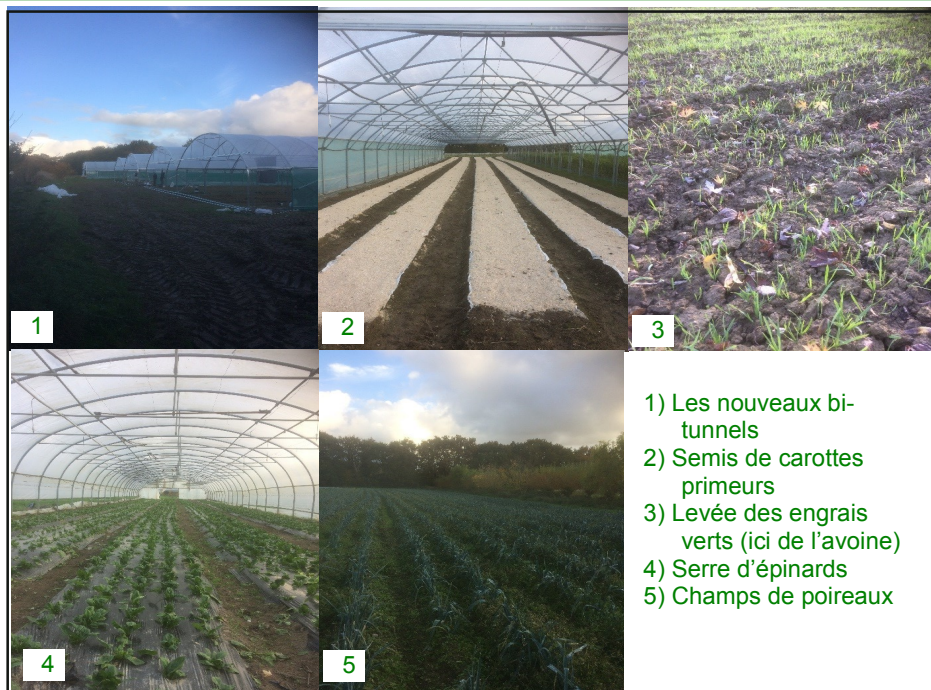 1
2
3
4
5
1) Les nouveaux bi-
tunnels
2) Semis de carottes
primeurs
3) Levée des engrais
verts (ici de l’avoine)
4) Serre d’épinards
5) Champs de poireaux